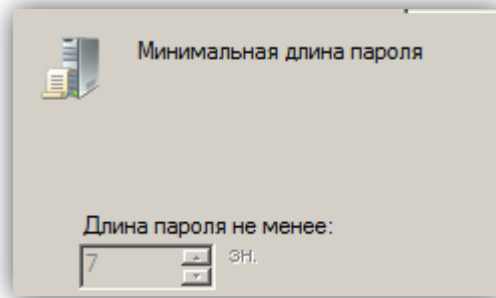 Минимальная длина пароля
Длина пароля не менее:
7 зн.